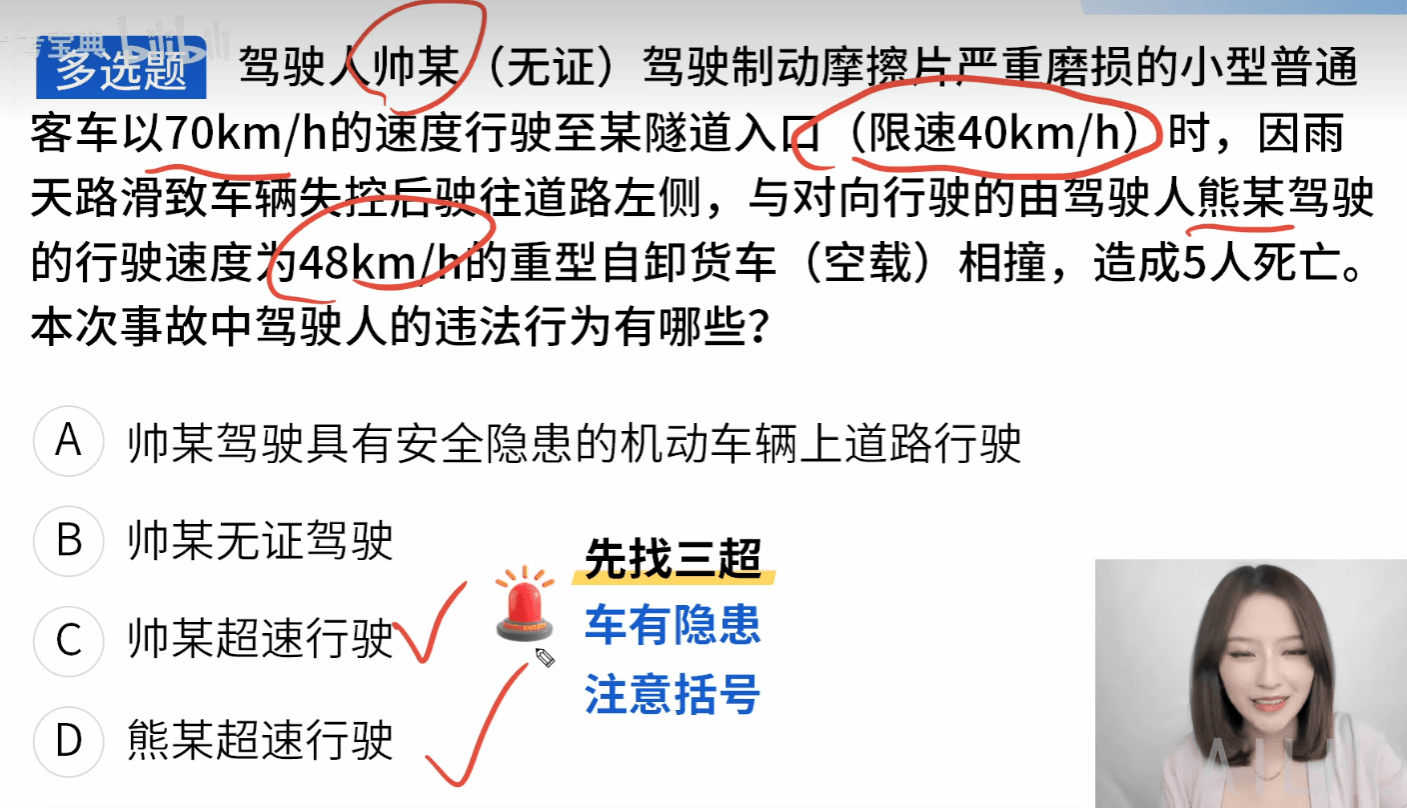 考宝典 bilibili
多选题 驾驶人帅某（无证）驾驶制动摩擦片严重磨损的小型普通
客车以70km/h的速度行驶至某隧道入口（限速40km/h）时，因雨
天路滑致车辆失控后驶往道路左侧，与对向行驶的由驾驶人熊某驾驶
的行驶速度为48km/h的重型自卸货车（空载）相撞，造成5人死亡。
本次事故中驾驶人的违法行为有哪些？
A 帅某驾驶具有安全隐患的机动车辆上道路行驶
B 帅某无证驾驶
C 帅某超速行驶
D 熊某超速行驶
先找三超
车有隐患
注意括号